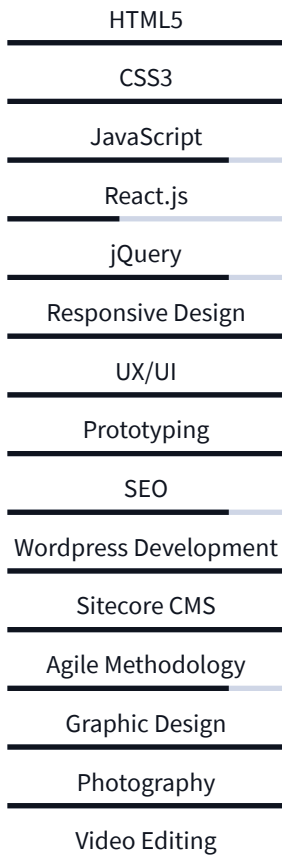 HTML5
CSS3
JavaScript
React.js
jQuery
Responsive Design
UX/UI
Prototyping
SEO
Wordpress Development
Sitecore CMS
Agile Methodology
Graphic Design
Photography
Video Editing